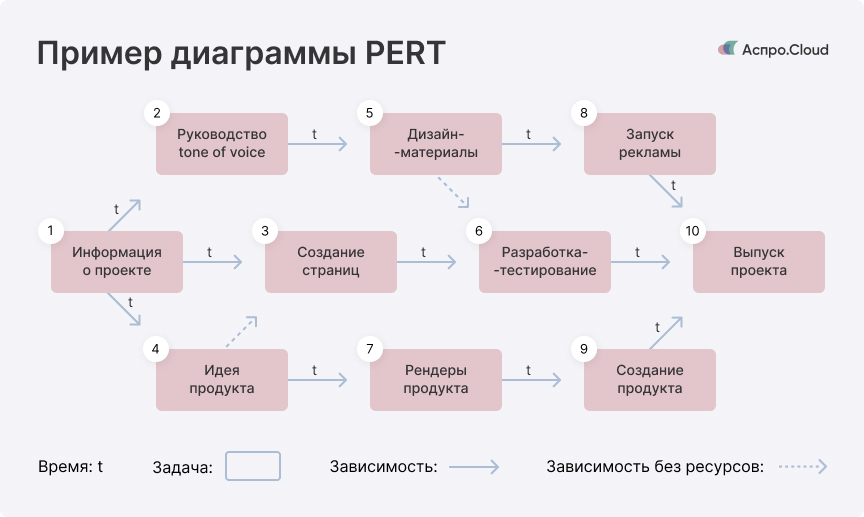 Пример диаграммы PERT
Аспро.Cloud
2
Руководство
tone of voice
t
5
Дизайн-
-материалы
t
8
Запуск
рекламы
t
t
1
Информация
о проекте
t
3
Создание
страниц
t
6
Разработка-
-тестирование
t
10
Выпуск
проекта
t
4
Идея
продукта
t
7
Рендеры
продукта
t
9
Создание
продукта
t
Время: t
Задача:
Зависимость:
Зависимость без ресурсов: